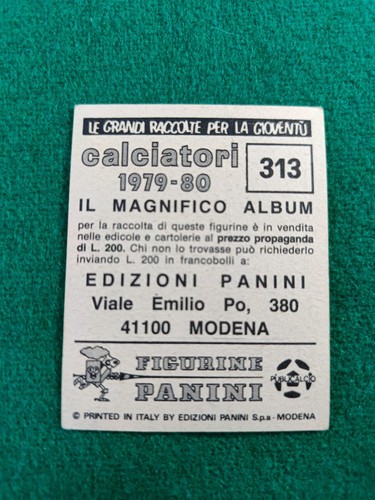 LE GRANDI RACCOLTE PER LA GIOVENTÙ
calciatori
1979-80
313
IL MAGNIFICO ALBUM
per la raccolta di queste figurine è in vendita
nelle edicole e cartolerie al prezzo propaganda
di L. 200. Chi non lo trovasse può richiederlo
inviando L. 200 in francobolli a:
EDIZIONI PANINI
Viale Emilio Po, 380
41100 MODENA
FIGURINE
PANINI
PUBLICALCIO
© PRINTED IN ITALY BY EDIZIONI PANINI S.p.a - MODENA